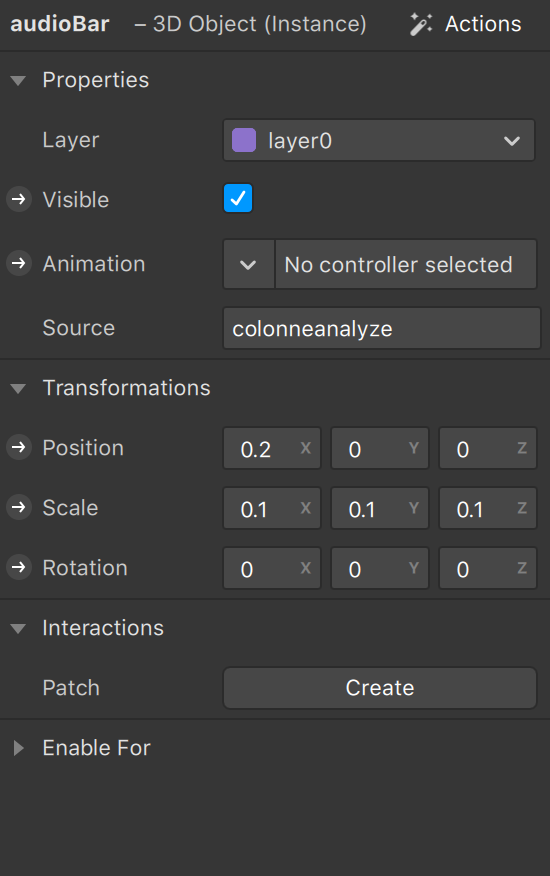 audioBar – 3D Object (Instance) Actions
Properties
Layer layer0
Visible
Animation No controller selected
Source colonneanalyze
Transformations
Position 0.2 X 0 Y 0 Z
Scale 0.1 X 0.1 Y 0.1 Z
Rotation 0 X 0 Y 0 Z
Interactions
Patch Create
Enable For